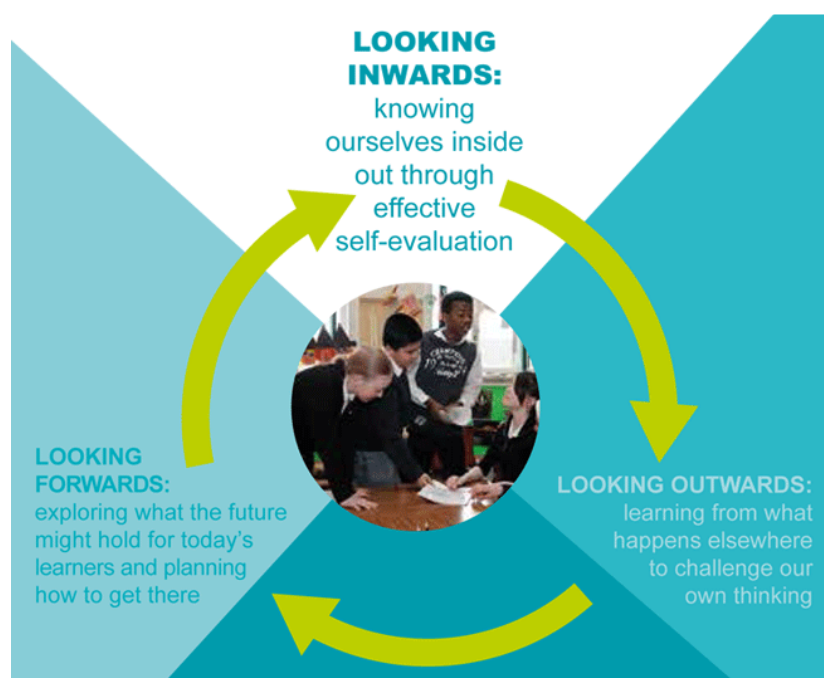 LOOKING
INWARDS:
knowing
ourselves inside
out through
effective
self-evaluation
LOOKING OUTWARDS:
learning from what
happens elsewhere
to challenge our
own thinking
LOOKING
FORWARDS:
exploring what the future
might hold for today's
learners and planning
how to get there